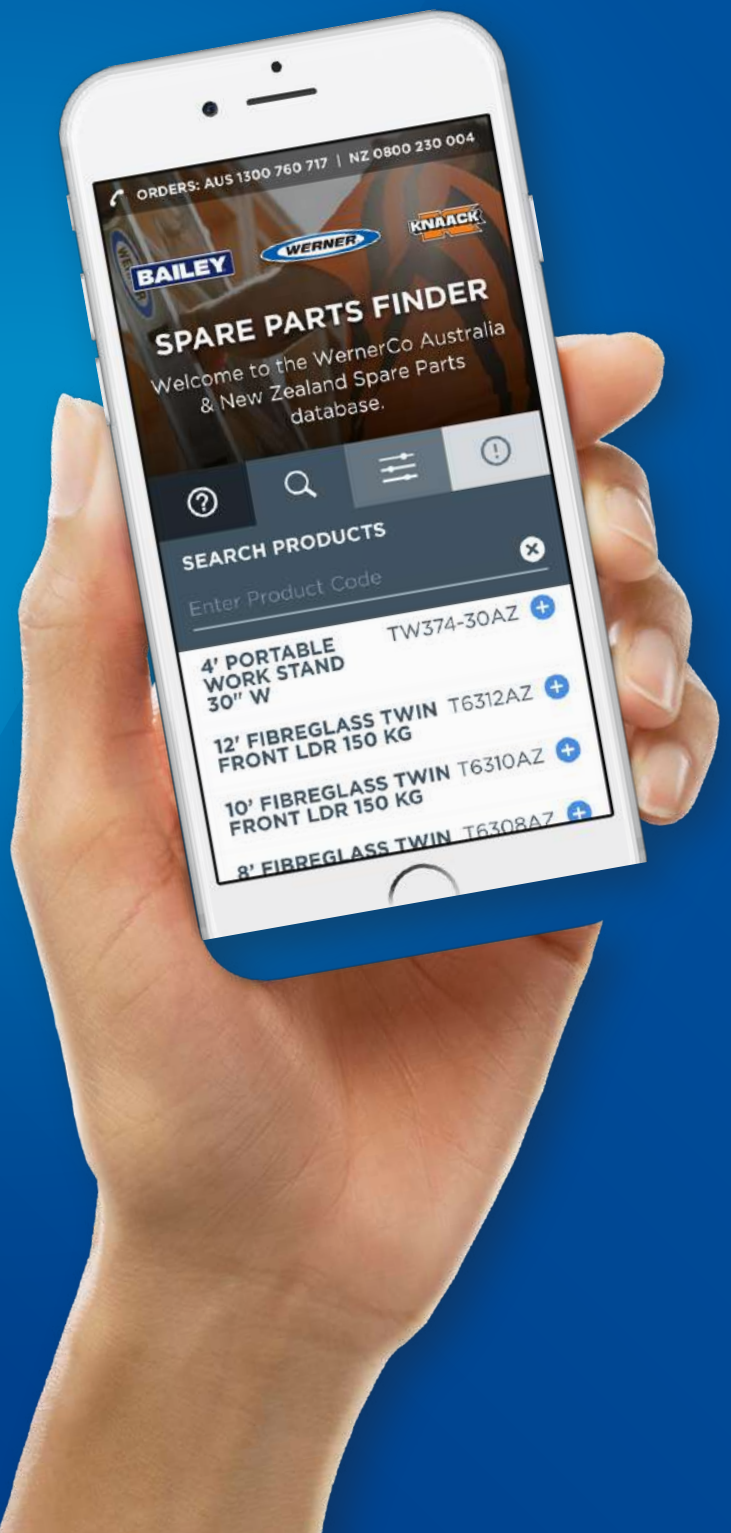 ORDERS: AUS 1300 760 717 | NZ 0800 230 004
BAILEY
WERNER
KNAACK
SPARE PARTS FINDER
Welcome to the WernerCo Australia
& New Zealand Spare Parts
database.
SEARCH PRODUCTS
Enter Product Code
4' PORTABLE
WORK STAND
30" W
TW374-30AZ
12' FIBREGLASS TWIN
FRONT LDR 150 KG
T6312AZ
10' FIBREGLASS TWIN
FRONT LDR 150 KG
T6310AZ
8' FIBREGLASS TWIN
T6308AZ